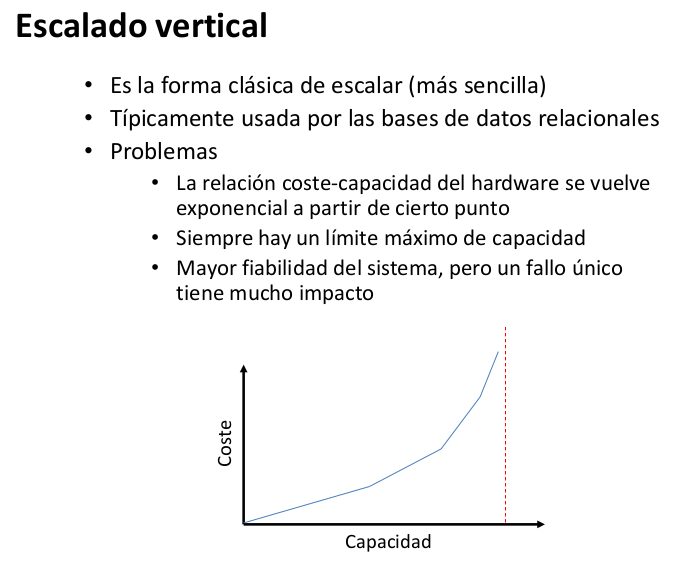 Escalado vertical
• Es la forma clásica de escalar (más sencilla)
• Típicamente usada por las bases de datos relacionales
• Problemas
• La relación coste-capacidad del hardware se vuelve
exponencial a partir de cierto punto
• Siempre hay un límite máximo de capacidad
• Mayor fiabilidad del sistema, pero un fallo único
tiene mucho impacto
Coste
Capacidad